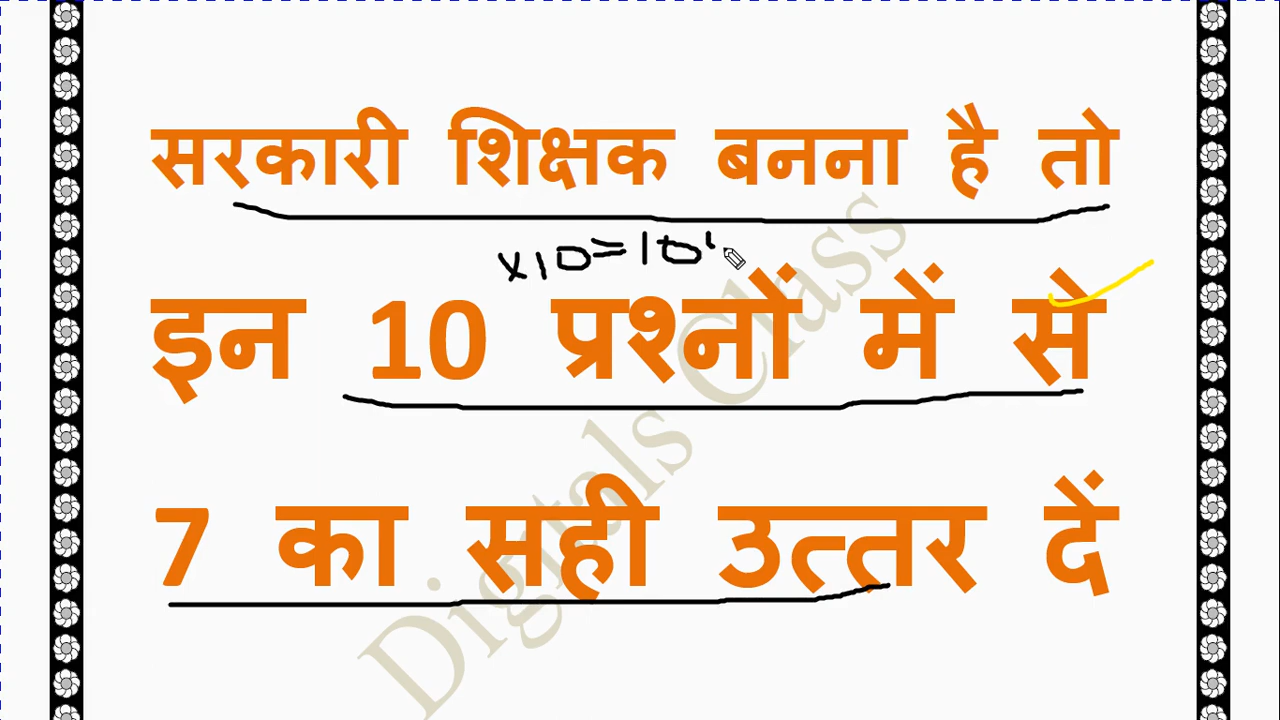 सरकारी शिक्षक बनना है तो
x10=10
इन 10 प्रश्नों में से
7 का सही उत्तर दें
Digitals Class